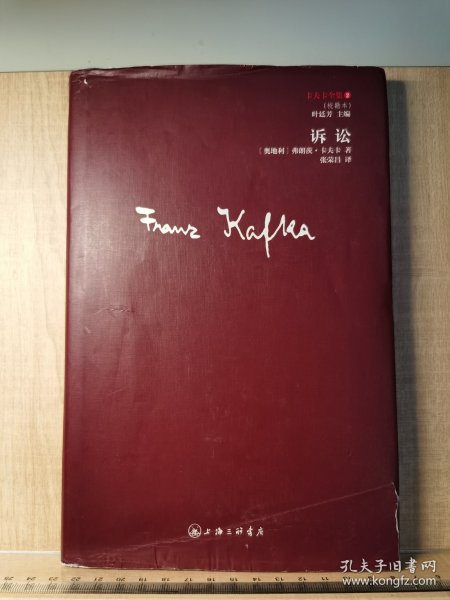 卡夫卡全集2
(校勘本)
叶廷芳 主编
诉讼
[奥地利]弗朗茨·卡夫卡 著
张荣昌 译
Franz Kafka
上海三联书店
孔夫子旧书网
www.kongfz.com